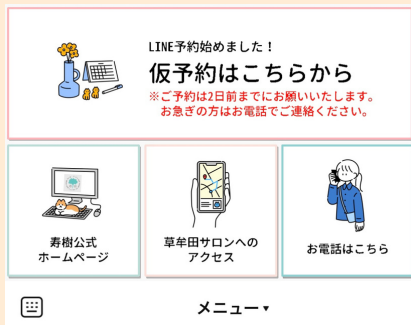 LINE予約始めました！
仮予約はこちらから
※ご予約は2日前までにお願いいたします。
お急ぎの方はお電話でご連絡ください。
寿樹公式
ホームページ
草牟田サロンへの
アクセス
お電話はこちら
メニュー▾